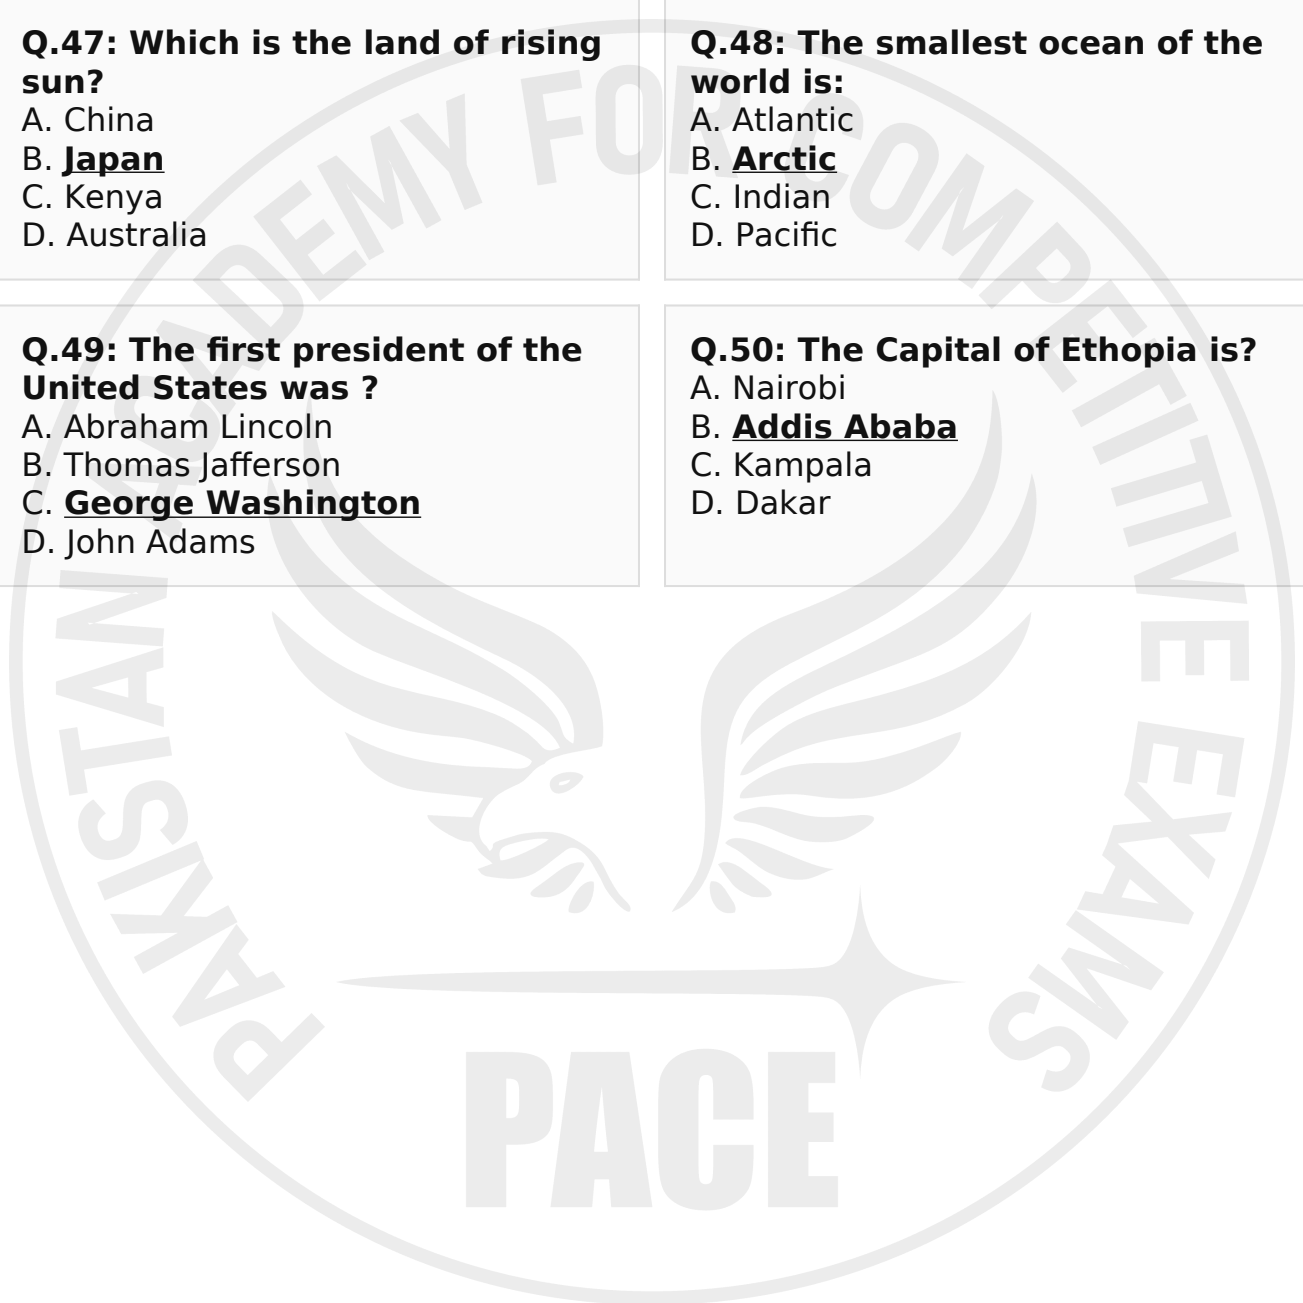 Q.47: Which is the land of rising
sun?
A. China
B. Japan
C. Kenya
D. Australia
Q.48: The smallest ocean of the
world is:
A. Atlantic
B. Arctic
C. Indian
D. Pacific
Q.49: The first president of the
United States was ?
A. Abraham Lincoln
B. Thomas Jafferson
C. George Washington
D. John Adams
Q.50: The Capital of Ethopia is?
A. Nairobi
B. Addis Ababa
C. Kampala
D. Dakar
PAKISTAN ACADEMY FOR COMPETITIVE EXAMS
PACE